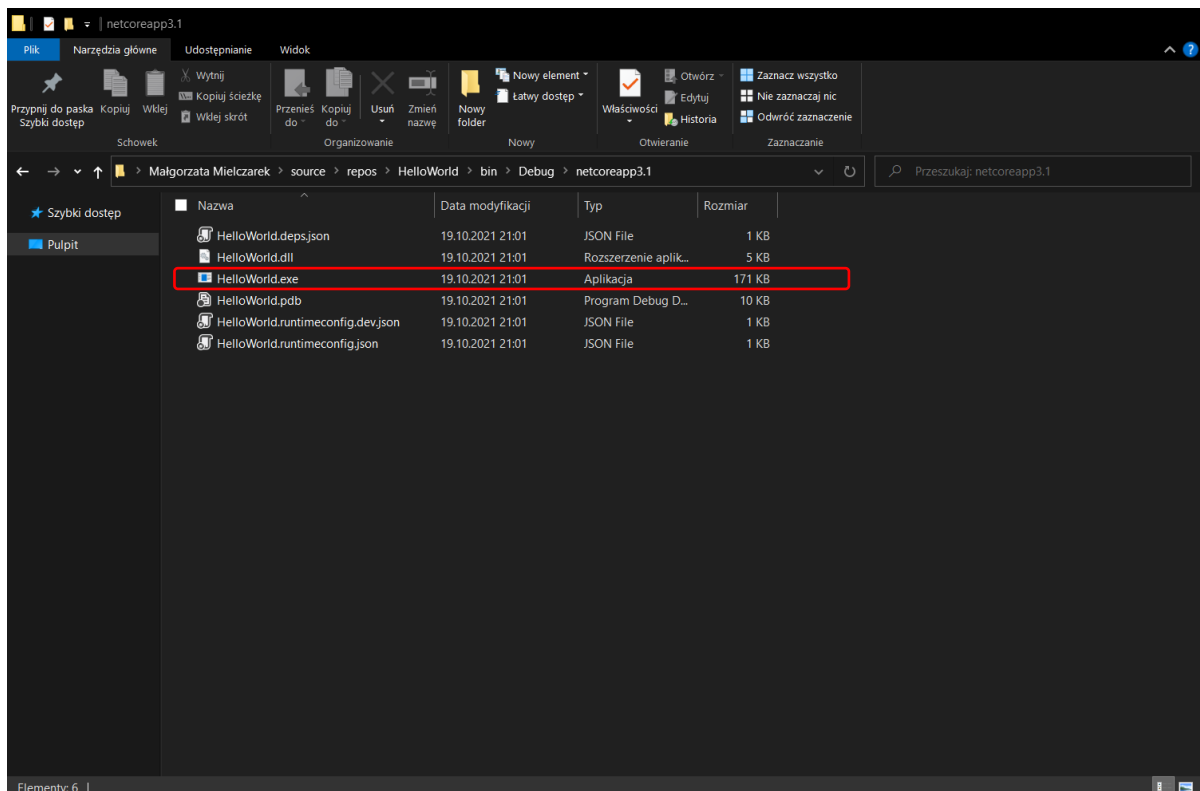 netcoreapp3.1
Plik Narzędzia główne Udostępnianie Widok
Przypnij do paska Szybki dostęp
Kopiuj
Wklej
Wytnij
Kopiuj ścieżkę
Wklej skrót
Schowek
Przenieś do
Kopiuj do
Usuń
Zmień nazwę
Organizowanie
Nowy folder
Nowy element
Łatwy dostęp
Nowy
Właściwości
Otwórz
Edytuj
Historia
Otwieranie
Zaznacz wszystko
Nie zaznaczaj nic
Odwróć zaznaczenie
Zaznaczanie
Małgorzata Mielczarek > source > repos > HelloWorld > bin > Debug > netcoreapp3.1
Przeszukaj: netcoreapp3.1
Szybki dostęp
Pulpit
Nazwa Data modyfikacji Typ Rozmiar
HelloWorld.deps.json 19.10.2021 21:01 JSON File 1 KB
HelloWorld.dll 19.10.2021 21:01 Rozszerzenie aplik... 5 KB
HelloWorld.exe 19.10.2021 21:01 Aplikacja 171 KB
HelloWorld.pdb 19.10.2021 21:01 Program Debug D... 10 KB
HelloWorld.runtimeconfig.dev.json 19.10.2021 21:01 JSON File 1 KB
HelloWorld.runtimeconfig.json 19.10.2021 21:01 JSON File 1 KB
Elementy: 6